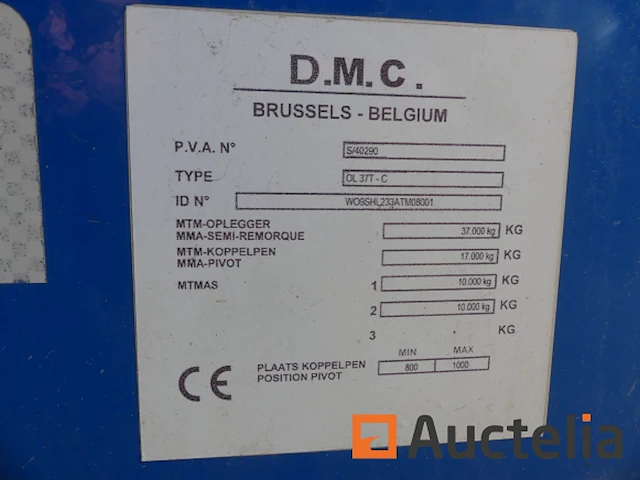 D.M.C.
BRUSSELS - BELGIUM
P.V.A. N° S/40290
TYPE OL 37T - C
ID N° WO9SHL233ATM08001
MTM-OPLEGGER
MMA-SEMI-REMORQUE 37.000 kg KG
MTM-KOPPELPEN
MMA-PIVOT 17.000 kg KG
MTMAS 1 10.000 kg KG
2 10.000 kg KG
3 KG
MIN MAX
PLAATS KOPPELPEN
POSITION PIVOT 800 1000
CE
Auctelia